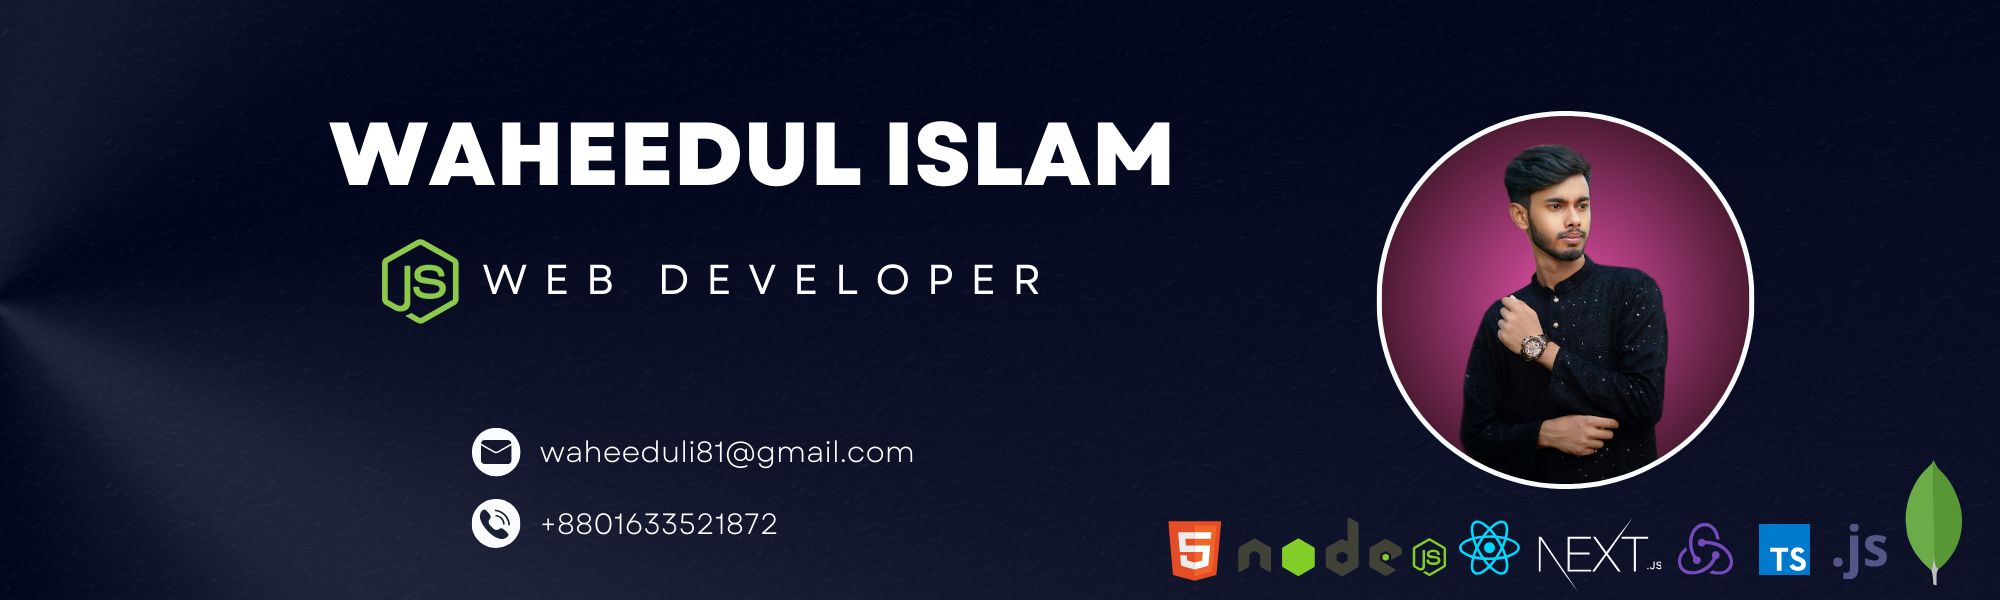 WAHEEDUL ISLAM
JS WEB DEVELOPER
waheeduli81@gmail.com
+8801633521872
5 node JS NEXT.JS TS .js